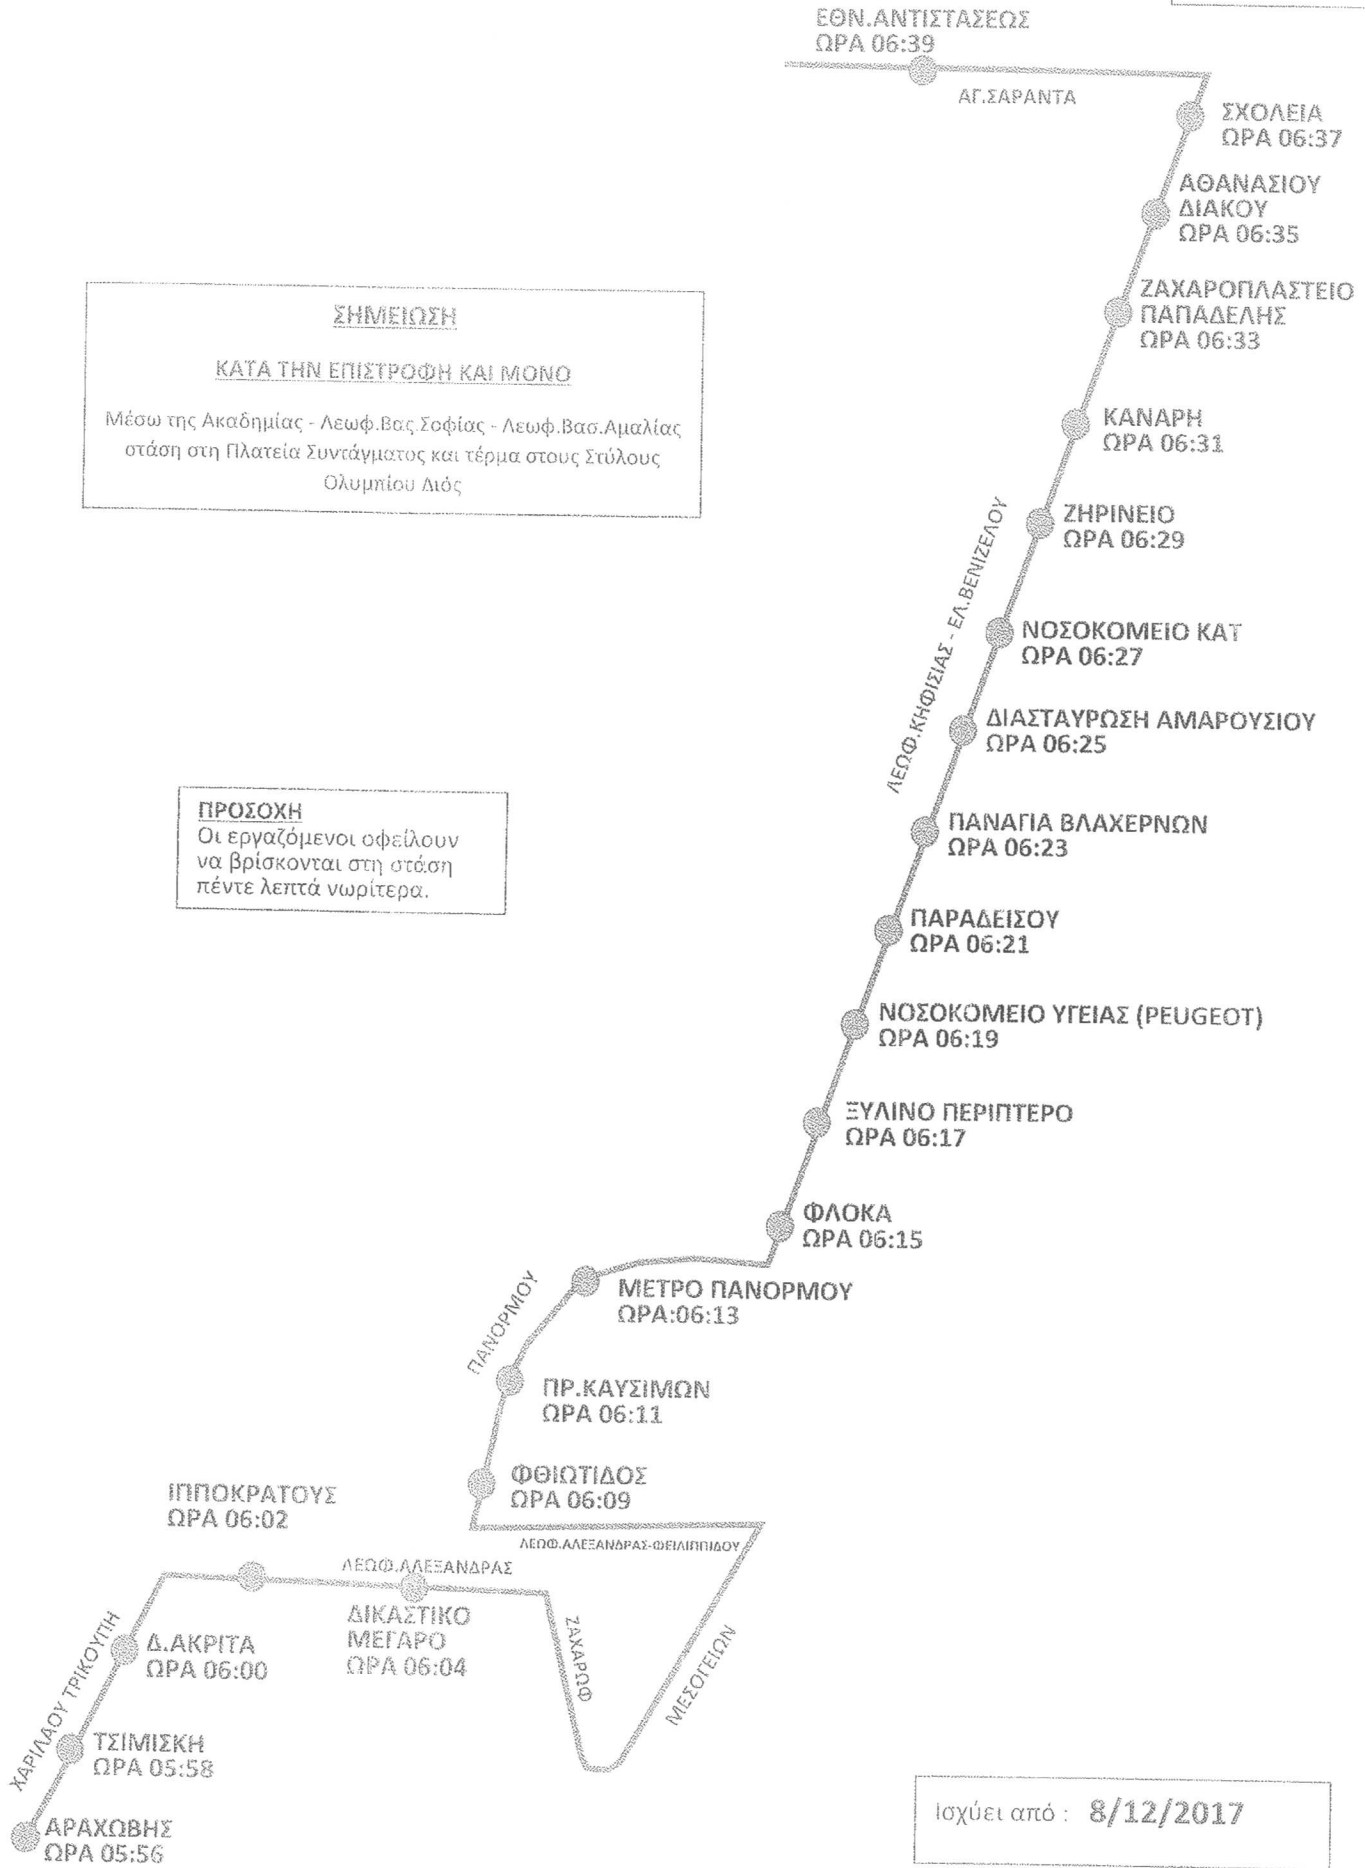 ΕΘΝ.ΑΝΤΙΣΤΑΣΕΩΣ
ΩΡΑ 06:39
ΑΓ.ΣΑΡΑΝΤΑ
ΣΧΟΛΕΙΑ
ΩΡΑ 06:37
ΑΘΑΝΑΣΙΟΥ
ΔΙΑΚΟΥ
ΩΡΑ 06:35
ΖΑΧΑΡΟΠΛΑΣΤΕΙΟ
ΠΑΠΑΔΕΛΗΣ
ΩΡΑ 06:33
ΣΗΜΕΙΩΣΗ
ΚΑΤΑ ΤΗΝ ΕΠΙΣΤΡΟΦΗ ΚΑΙ ΜΟΝΟ
Μέσω της Ακαδημίας - Λεωφ.Βας.Σοφίας - Λεωφ.Βασ.Αμαλίας
στάση στη Πλατεία Συντάγματος και τέρμα στους Στύλους
Ολυμπίου Διός
ΚΑΝΑΡΗ
ΩΡΑ 06:31
ΖΗΡΙΝΕΙΟ
ΩΡΑ 06:29
ΛΕΩΦ.ΚΗΦΙΣΙΑΣ - ΕΛ.ΒΕΝΙΖΕΛΟΥ
ΝΟΣΟΚΟΜΕΙΟ ΚΑΤ
ΩΡΑ 06:27
ΔΙΑΣΤΑΥΡΩΣΗ ΑΜΑΡΟΥΣΙΟΥ
ΩΡΑ 06:25
ΠΡΟΣΟΧΗ
Οι εργαζόμενοι οφείλουν
να βρίσκονται στη στάση
πέντε λεπτά νωρίτερα.
ΠΑΝΑΓΙΑ ΒΛΑΧΕΡΝΩΝ
ΩΡΑ 06:23
ΠΑΡΑΔΕΙΣΟΥ
ΩΡΑ 06:21
ΝΟΣΟΚΟΜΕΙΟ ΥΓΕΙΑΣ (PEUGEOT)
ΩΡΑ 06:19
ΞΥΛΙΝΟ ΠΕΡΙΠΤΕΡΟ
ΩΡΑ 06:17
ΦΛΟΚΑ
ΩΡΑ 06:15
ΜΕΤΡΟ ΠΑΝΟΡΜΟΥ
ΩΡΑ:06:13
ΠΑΝΟΡΜΟΥ
ΠΡ.ΚΑΥΣΙΜΩΝ
ΩΡΑ 06:11
ΦΘΙΩΤΙΔΟΣ
ΩΡΑ 06:09
ΙΠΠΟΚΡΑΤΟΥΣ
ΩΡΑ 06:02
ΛΕΩΦ.ΑΛΕΞΑΝΔΡΑΣ-ΦΕΙΛΙΠΠΙΔΟΥ
ΛΕΩΦ.ΑΛΕΞΑΝΔΡΑΣ
ΔΙΚΑΣΤΙΚΟ
ΜΕΓΑΡΟ
ΩΡΑ 06:04
ΖΑΧΑΡΩΦ
ΜΕΣΟΓΕΙΩΝ
Δ.ΑΚΡΙΤΑ
ΩΡΑ 06:00
ΧΑΡΙΛΑΟΥ ΤΡΙΚΟΥΠΗ
ΤΣΙΜΙΣΚΗ
ΩΡΑ 05:58
ΑΡΑΧΩΒΗΣ
ΩΡΑ 05:56
Ισχύει από : 8/12/2017